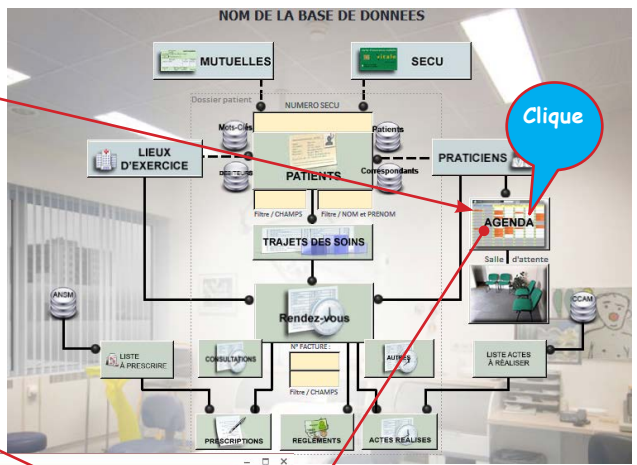 NOM DE LA BASE DE DONNEES
MUTUELLES
vitale
SECU
Dossier patient
NUMERO SECU
Clique
Mots-Clés
Patients
LIEUX
D'EXERCICE
DEBITEURS
PATIENTS
Correspondants
PRATICIENS
Filtre / CHAMPS
Filtre / NOM et PRENOM
AGENDA
TRAJETS DES SOINS
Salle d'attente
ANSM
Rendez-vous
CCAM
N° FACTURE :
CONSULTATIONS
AUTRES
LISTE
À PRESCRIRE
LISTE ACTES
À RÉALISER
Filtre / CHAMPS
PRESCRIPTIONS
REGLEMENTS
ACTES REALISES